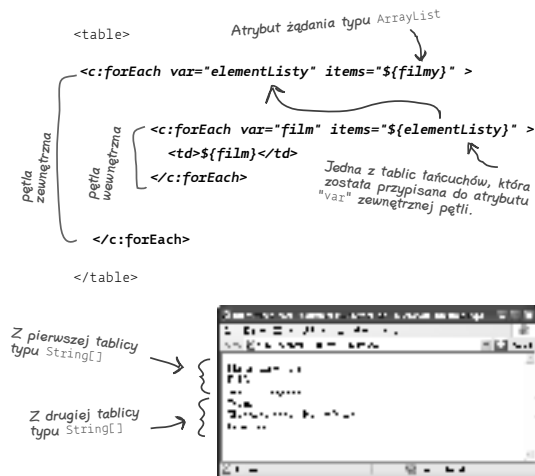 <table>
Atrybut żądania typu ArrayList
<c:forEach var="elementListy" items="${filmy}" >
<c:forEach var="film" items="${elementListy}" >
<td>${film}</td>
</c:forEach>
pętla
zewnętrzna
pętla
wewnętrzna
Jedna z tablic łańcuchów, która
została przypisana do atrybutu
"var" zewnętrznej pętli.
</c:forEach>
</table>
Z pierwszej tablicy
typu String[]
Z drugiej tablicy
typu String[]